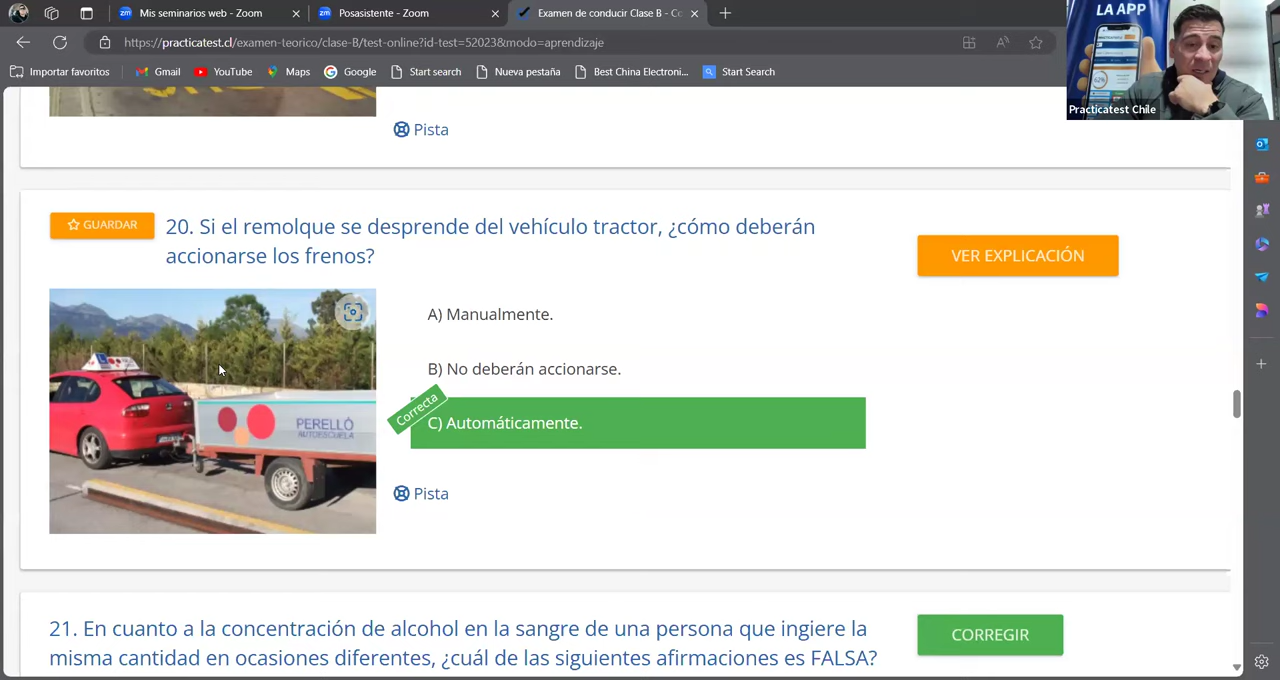 Mis seminarios web - Zoom
Posasistente - Zoom
Examen de conducir Clase B - Co
https://practicatest.cl/examen-teorico/clase-B/test-online?id-test=52023&modo=aprendizaje
Importar favoritos
Gmail
YouTube
Maps
Google
Start search
Nueva pestaña
Best China Electroni...
Start Search
LA APP
62%
Practicatest Chile
Pista
GUARDAR
20. Si el remolque se desprende del vehículo tractor, ¿cómo deberán
accionarse los frenos?
VER EXPLICACIÓN
A) Manualmente.
B) No deberán accionarse.
Correcta
C) Automáticamente.
L
PERELLÓ
AUTOESCUELA
Pista
21. En cuanto a la concentración de alcohol en la sangre de una persona que ingiere la
misma cantidad en ocasiones diferentes, ¿cuál de las siguientes afirmaciones es FALSA?
CORREGIR